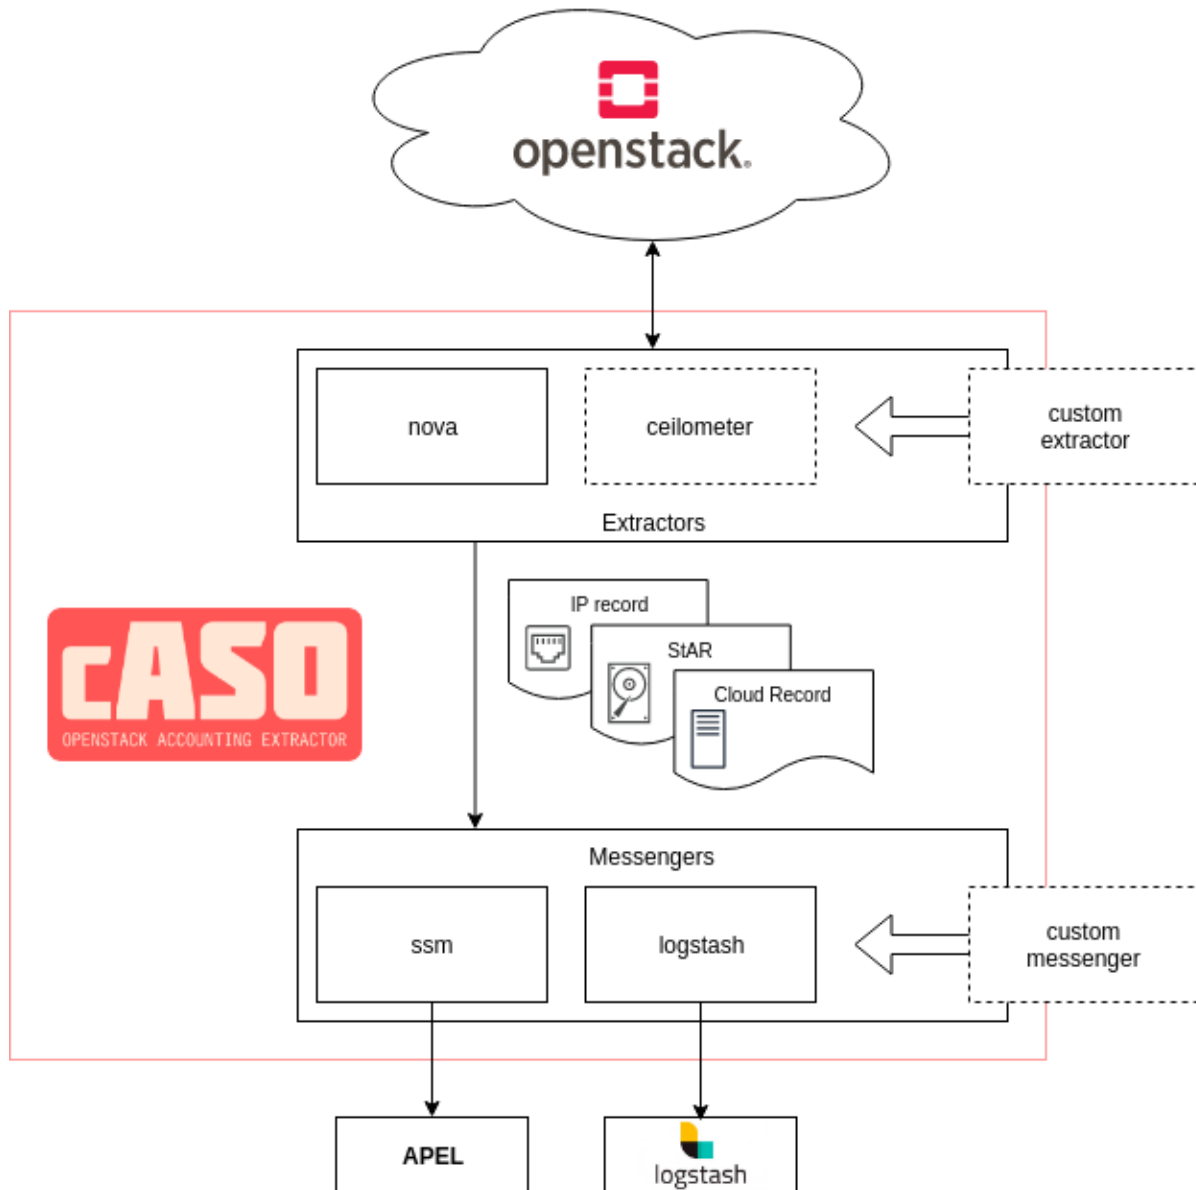 openstack.
nova
ceilometer
custom
extractor
Extractors
IP record
StAR
Cloud Record
cASO
OPENSTACK ACCOUNTING EXTRACTOR
Messengers
ssm
logstash
custom
messenger
APEL
logstash